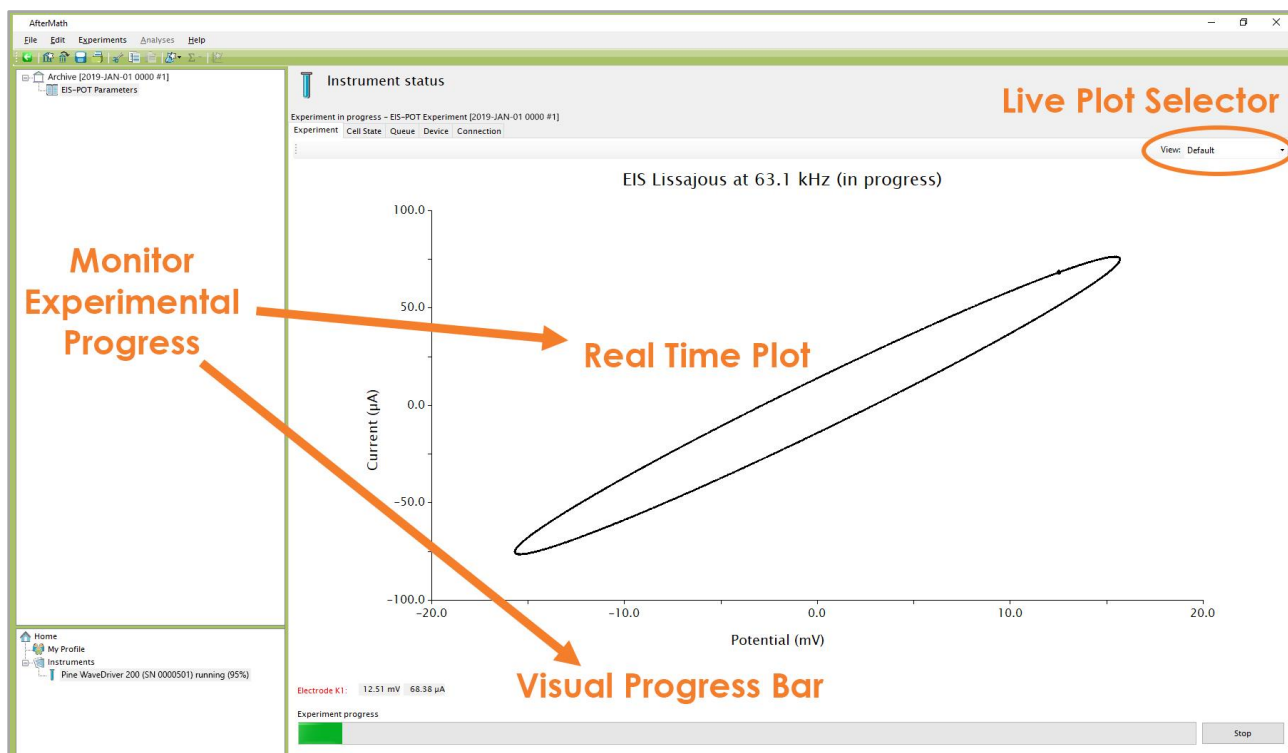 AfterMath
File Edit Experiments Analyses Help
Archive [2019-JAN-01 0000 #1]
EIS-POT Parameters
Instrument status
Live Plot Selector
Experiment in progress - EIS-POT Experiment [2019-JAN-01 0000 #1]
Experiment Cell State Queue Device Connection
View: Default
EIS Lissajous at 63.1 kHz (in progress)
100.0
50.0
0.0
-50.0
-100.0
Current (µA)
Monitor
Experimental
Progress
Real Time Plot
-20.0 -10.0 0.0 10.0 20.0
Potential (mV)
Home
My Profile
Instruments
Pine WaveDriver 200 (SN 0000501) running (95%)
Visual Progress Bar
Electrode K1: 12.51 mV 68.38 µA
Experiment progress
Stop